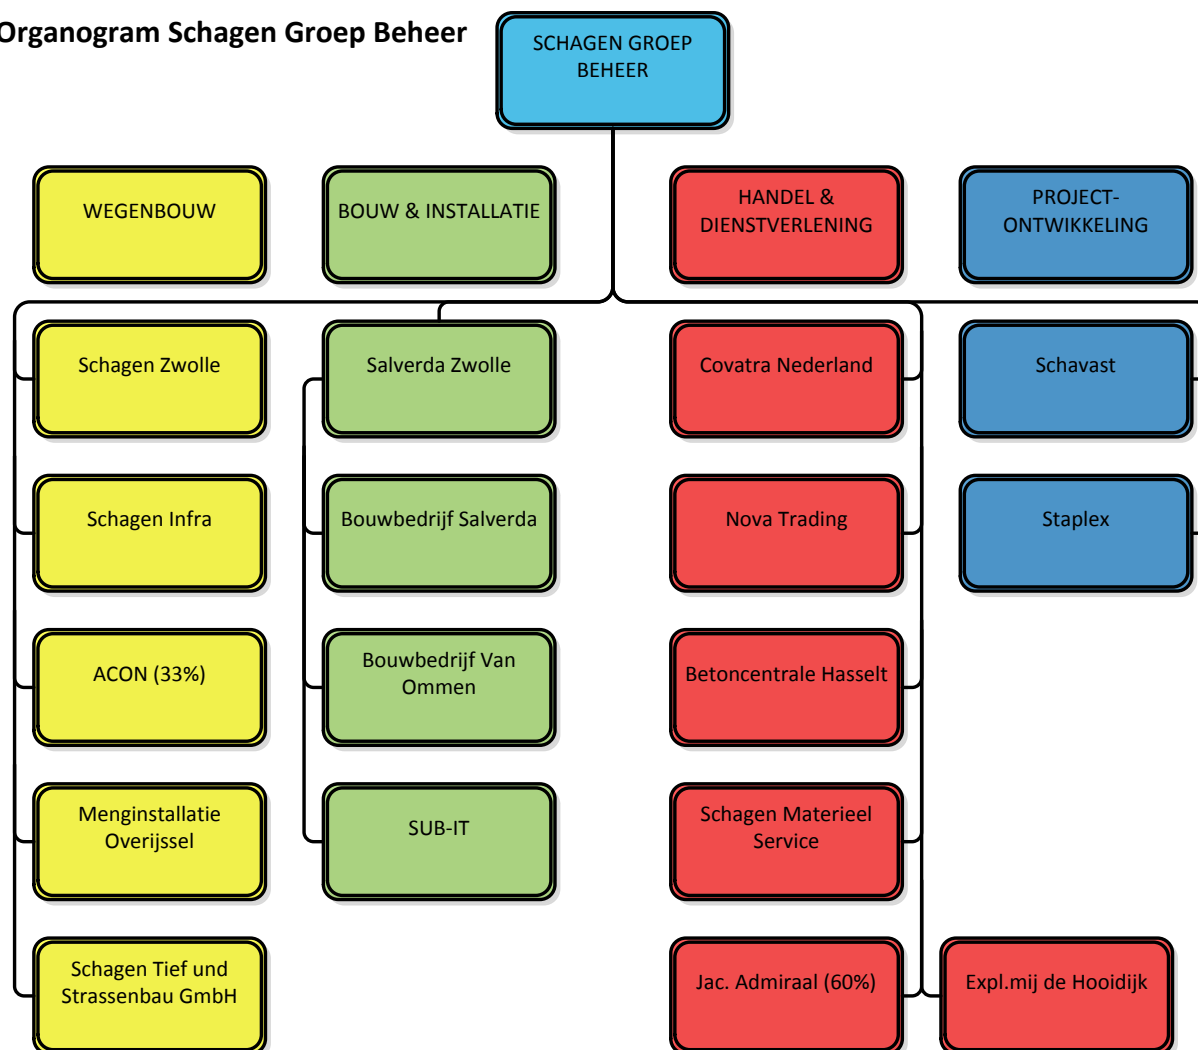 Organogram Schagen Groep Beheer
SCHAGEN GROEP
BEHEER
WEGENBOUW
BOUW & INSTALLATIE
HANDEL &
DIENSTVERLENING
PROJECT-
ONTWIKKELING
Schagen Zwolle
Salverda Zwolle
Covatra Nederland
Schavast
Schagen Infra
Bouwbedrijf Salverda
Nova Trading
Staplex
ACON (33%)
Bouwbedrijf Van
Ommen
Betoncentrale Hasselt
Menginstallatie
Overijssel
SUB-IT
Schagen Materieel
Service
Schagen Tief und
Strassenbau GmbH
Jac. Admiraal (60%)
Expl.mij de Hooidijk